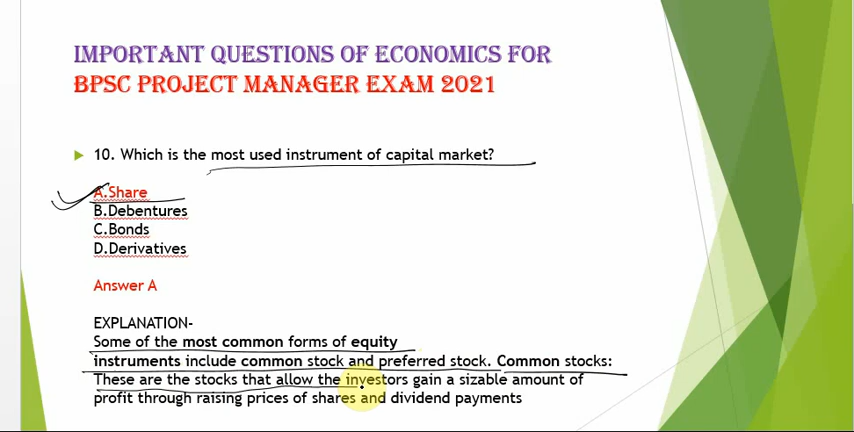 IMPORTANT QUESTIONS OF ECONOMICS FOR
BPSC PROJECT MANAGER EXAM 2021
10. Which is the most used instrument of capital market?
A.Share
B.Debentures
C.Bonds
D.Derivatives
Answer A
EXPLANATION-
Some of the most common forms of equity
instruments include common stock and preferred stock. Common stocks:
These are the stocks that allow the investors gain a sizable amount of
profit through raising prices of shares and dividend payments